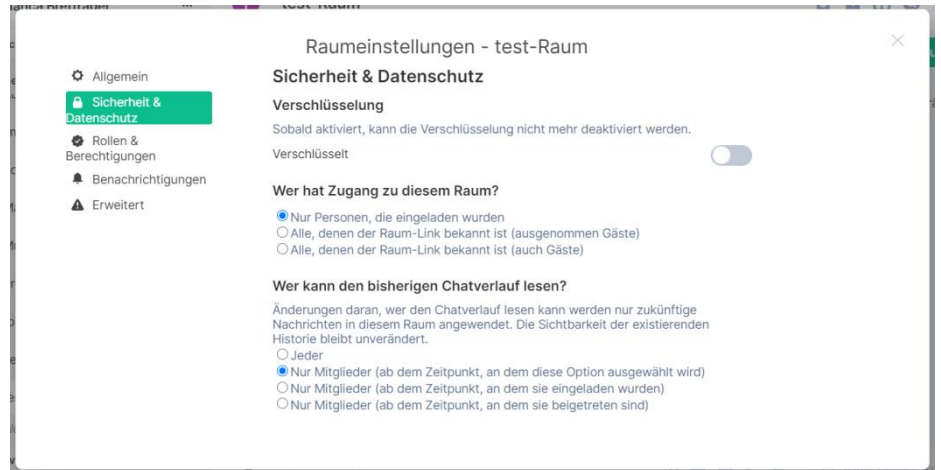 test-Raum
Raumeinstellungen - test-Raum
Allgemein
Sicherheit &
Datenschutz
Rollen &
Berechtigungen
Benachrichtigungen
Erweitert
Sicherheit & Datenschutz
Verschlüsselung
Sobald aktiviert, kann die Verschlüsselung nicht mehr deaktiviert werden.
Verschlüsselt
Wer hat Zugang zu diesem Raum?
Nur Personen, die eingeladen wurden
Alle, denen der Raum-Link bekannt ist (ausgenommen Gäste)
Alle, denen der Raum-Link bekannt ist (auch Gäste)
Wer kann den bisherigen Chatverlauf lesen?
Änderungen daran, wer den Chatverlauf lesen kann werden nur zukünftige
Nachrichten in diesem Raum angewendet. Die Sichtbarkeit der existierenden
Historie bleibt unverändert.
Jeder
Nur Mitglieder (ab dem Zeitpunkt, an dem diese Option ausgewählt wird)
Nur Mitglieder (ab dem Zeitpunkt, an dem sie eingeladen wurden)
Nur Mitglieder (ab dem Zeitpunkt, an dem sie beigetreten sind)